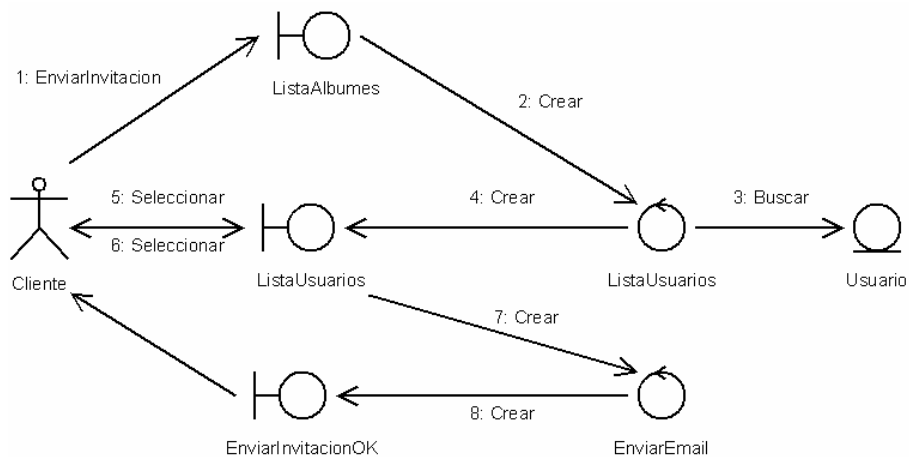 1: EnviarInvitacion
ListaAlbumes
2: Crear
5: Seleccionar
4: Crear
3: Buscar
6: Seleccionar
Cliente
ListaUsuarios
ListaUsuarios
Usuario
7: Crear
8: Crear
EnviarInvitacionOK
EnviarEmail